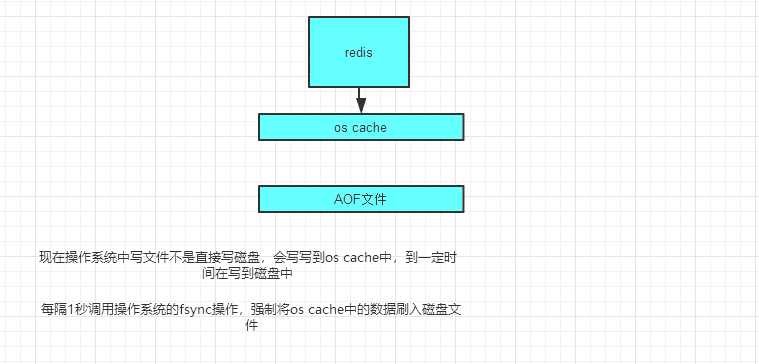 redis
os cache
AOF文件
现在操作系统中写文件不是直接写磁盘，会写写到os cache中，到一定时
间在写到磁盘中
每隔1秒调用操作系统的fsync操作，强制将os cache中的数据刷入磁盘文
件